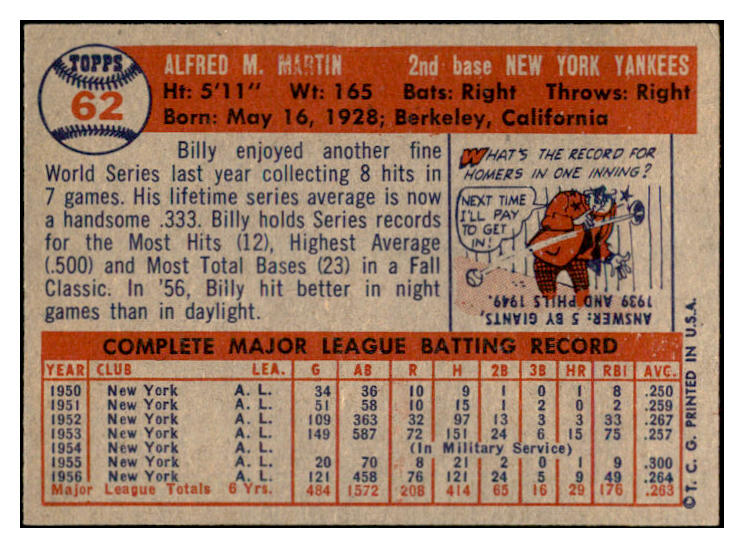 TOPPS
62
ALFRED M. MARTIN 2nd base NEW YORK YANKEES
Ht: 5'11" Wt: 165 Bats: Right Throws: Right
Born: May 16, 1928; Berkeley, California
Billy enjoyed another fine
World Series last year collecting 8 hits in
7 games. His lifetime series average is now
a handsome .333. Billy holds Series records
for the Most Hits (12), Highest Average
(.500) and Most Total Bases (23) in a Fall
Classic. In '56, Billy hit better in night
games than in daylight.
WHAT'S THE RECORD FOR
HOMERS IN ONE INNING?
NEXT TIME
I'LL PAY
TO GET
IN!
ANSWER: 5 BY GIANTS,
1939 AND PHILS 1949.
COMPLETE MAJOR LEAGUE BATTING RECORD
YEAR CLUB LEA. G AB R H 2B 3B HR RBI AVG.
1950 New York A. L. 34 36 10 9 1 0 1 8 .250
1951 New York A. L. 51 58 10 15 1 2 0 2 .259
1952 New York A. L. 109 363 32 97 13 3 3 33 .267
1953 New York A. L. 149 587 72 151 24 6 15 75 .257
1954 New York A. L. (In Military Service)
1955 New York A. L. 20 70 8 21 2 0 1 9 .300
1956 New York A. L. 121 458 76 121 24 5 9 49 .264
Major League Totals 6 Yrs. 484 1572 208 414 65 16 29 176 .263
© T. C. G. PRINTED IN U.S.A.